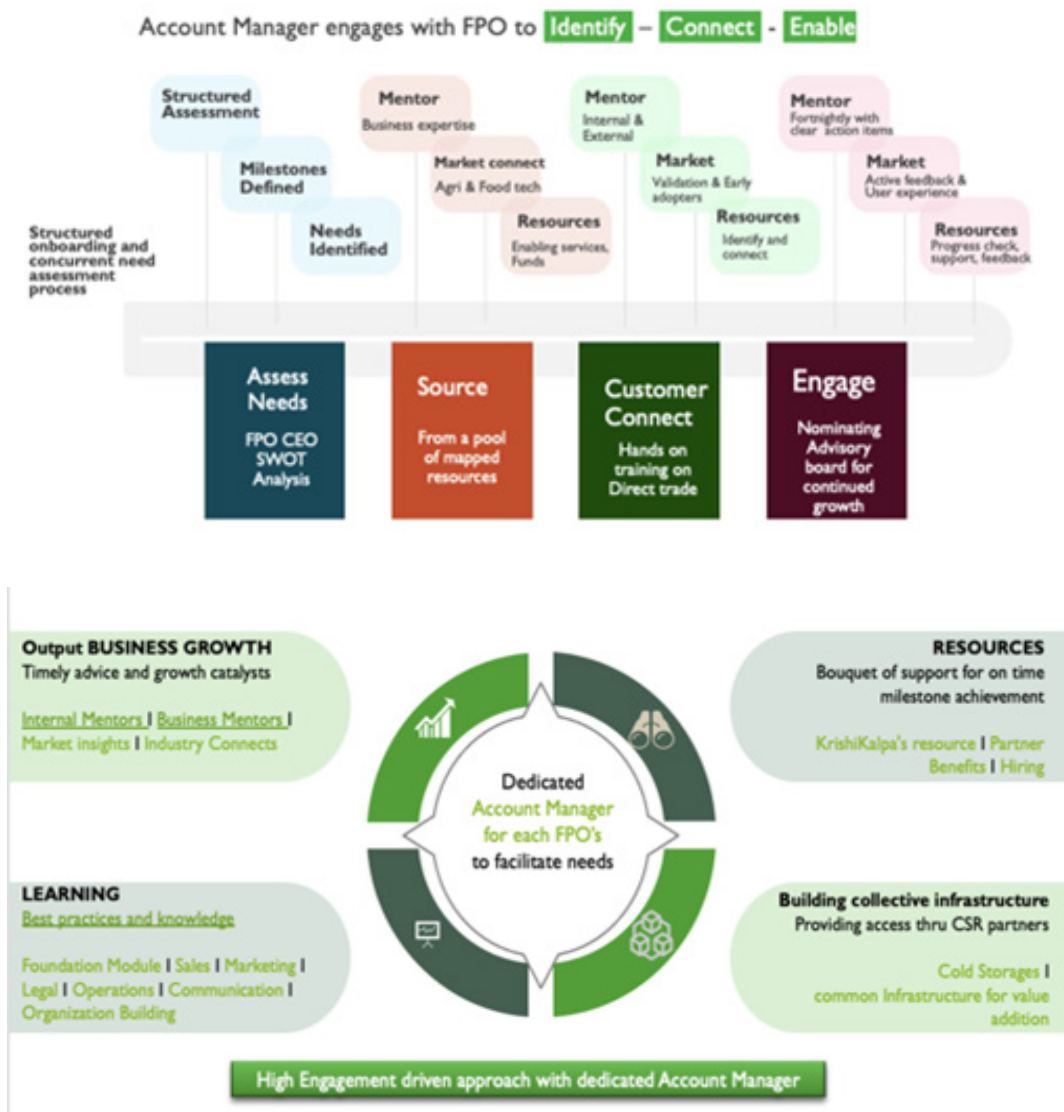 Account Manager engages with FPO to Identify – Connect - Enable
Structured
Assessment
Milestones
Defined
Needs
Identified
Mentor
Business expertise
Market connect
Agri & Food tech
Resources
Enabling services,
Funds
Mentor
Internal &
External
Market
Validation & Early
adopters
Resources
Identify and
connect
Mentor
Fortnightly with
clear action items
Market
Active feedback &
User experience
Resources
Progress check,
support, feedback
Structured
onboarding and
concurrent need
assessment
process
Assess
Needs
FPO CEO
SWOT
Analysis
Source
From a pool
of mapped
resources
Customer
Connect
Hands on
training on
Direct trade
Engage
Nominating
Advisory
board for
continued
growth
Output BUSINESS GROWTH
Timely advice and growth catalysts
Internal Mentors I Business Mentors I
Market insights I Industry Connects
RESOURCES
Bouquet of support for on time
milestone achievement
KrishiKalpa's resource I Partner
Benefits I Hiring
Dedicated
Account Manager
for each FPO's
to facilitate needs
LEARNING
Best practices and knowledge
Foundation Module I Sales I Marketing I
Legal I Operations I Communication I
Organization Building
Building collective infrastructure
Providing access thru CSR partners
Cold Storages I
common Infrastructure for value
addition
High Engagement driven approach with dedicated Account Manager